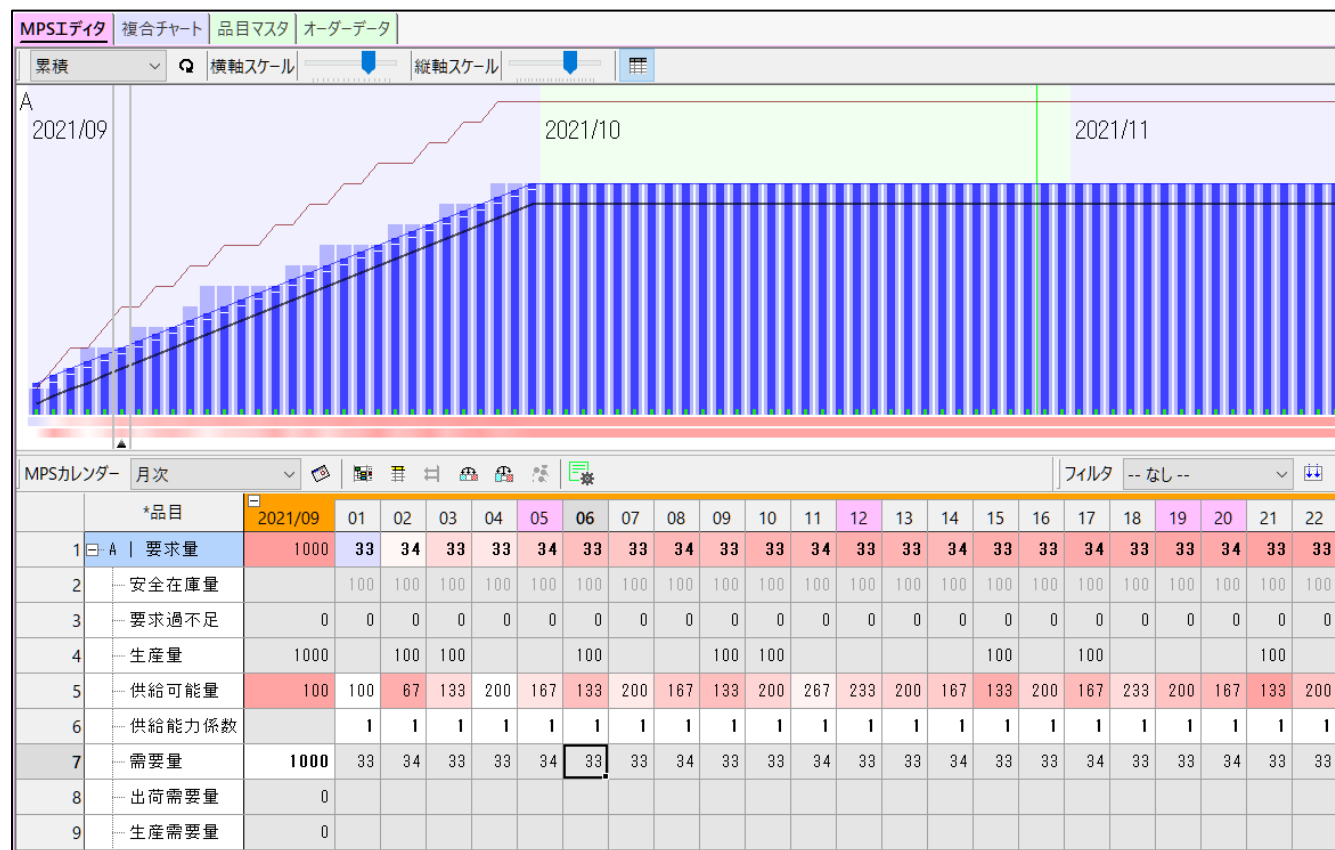 MPSエディタ 複合チャート 品目マスタ オーダーデータ
累積 横軸スケール 縦軸スケール
A
2021/09 2021/10 2021/11
MPSカレンダー 月次 フィルタ -- なし --
*品目 2021/09 01 02 03 04 05 06 07 08 09 10 11 12 13 14 15 16 17 18 19 20 21 22
1 A | 要求量 1000 33 34 33 33 34 33 33 34 33 33 34 33 33 34 33 33 34 33 33 34 33 33
2 安全在庫量 100 100 100 100 100 100 100 100 100 100 100 100 100 100 100 100 100 100 100 100 100 100
3 要求過不足 0 0 0 0 0 0 0 0 0 0 0 0 0 0 0 0 0 0 0 0 0 0 0
4 生産量 1000 100 100 100 100 100 100 100 100
5 供給可能量 100 100 67 133 200 167 133 200 167 133 200 267 233 200 167 133 200 167 233 200 167 133 200
6 供給能力係数 1 1 1 1 1 1 1 1 1 1 1 1 1 1 1 1 1 1 1 1 1 1
7 需要量 1000 33 34 33 33 34 33 33 34 33 33 34 33 33 34 33 33 34 33 33 34 33 33
8 出荷需要量 0
9 生産需要量 0